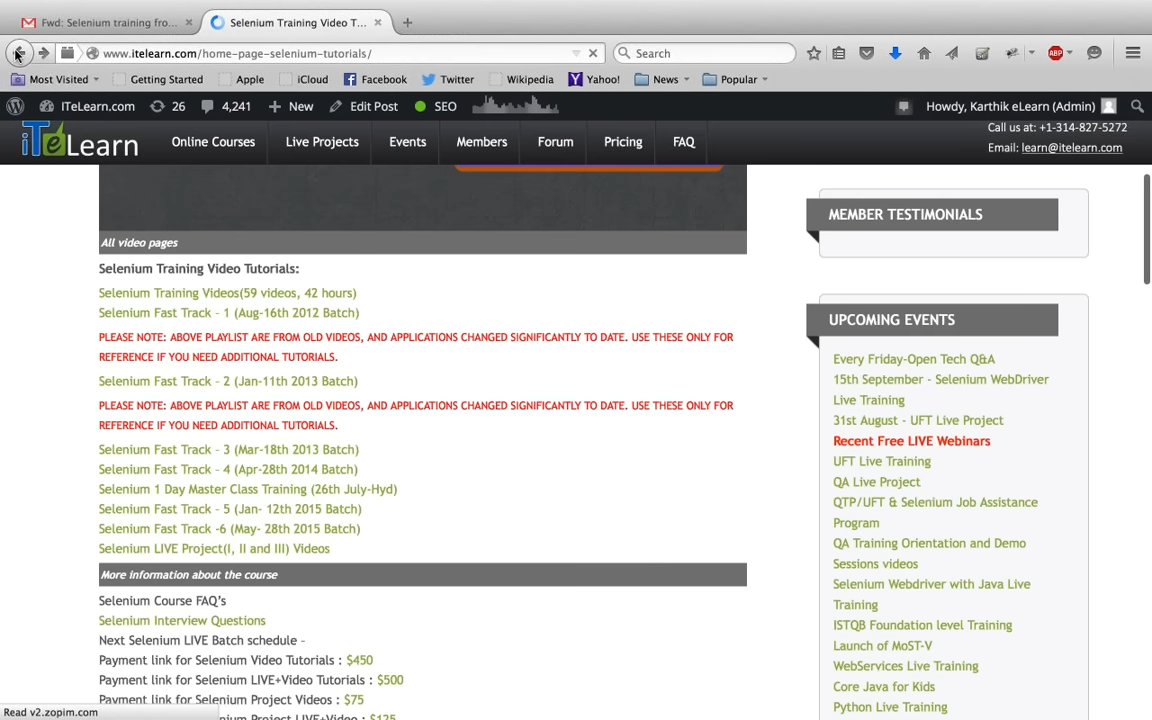 Fwd: Selenium training fro...
Selenium Training Video T...
www.itelearn.com/home-page-selenium-tutorials/
Search
ABP
Most Visited
Getting Started
Apple
iCloud
Facebook
Twitter
Wikipedia
Yahoo!
News
Popular
ITeLearn.com
26
4,241
New
Edit Post
SEO
Howdy, Karthik eLearn (Admin)
iTeLearn
Online Courses
Live Projects
Events
Members
Forum
Pricing
FAQ
Call us at: +1-314-827-5272
Email: learn@itelearn.com
All video pages
Selenium Training Video Tutorials:
Selenium Training Videos(59 videos, 42 hours)
Selenium Fast Track - 1 (Aug-16th 2012 Batch)
PLEASE NOTE: ABOVE PLAYLIST ARE FROM OLD VIDEOS, AND APPLICATIONS CHANGED SIGNIFICANTLY TO DATE. USE THESE ONLY FOR
REFERENCE IF YOU NEED ADDITIONAL TUTORIALS.
Selenium Fast Track - 2 (Jan-11th 2013 Batch)
PLEASE NOTE: ABOVE PLAYLIST ARE FROM OLD VIDEOS, AND APPLICATIONS CHANGED SIGNIFICANTLY TO DATE. USE THESE ONLY FOR
REFERENCE IF YOU NEED ADDITIONAL TUTORIALS.
Selenium Fast Track - 3 (Mar-18th 2013 Batch)
Selenium Fast Track - 4 (Apr-28th 2014 Batch)
Selenium 1 Day Master Class Training (26th July-Hyd)
Selenium Fast Track - 5 (Jan- 12th 2015 Batch)
Selenium Fast Track -6 (May- 28th 2015 Batch)
Selenium LIVE Project(I, II and III) Videos
More information about the course
Selenium Course FAQ's
Selenium Interview Questions
Next Selenium LIVE Batch schedule -
Payment link for Selenium Video Tutorials : $450
Payment link for Selenium LIVE+Video Tutorials : $500
Payment link for Selenium Project Videos : $75
enium Project LIVE+Video : $125
MEMBER TESTIMONIALS
UPCOMING EVENTS
Every Friday-Open Tech Q&A
15th September - Selenium WebDriver
Live Training
31st August - UFT Live Project
Recent Free LIVE Webinars
UFT Live Training
QA Live Project
QTP/UFT & Selenium Job Assistance
Program
QA Training Orientation and Demo
Sessions videos
Selenium Webdriver with Java Live
Training
ISTQB Foundation level Training
Launch of MoST-V
WebServices Live Training
Core Java for Kids
Python Live Training
Read v2.zopim.com